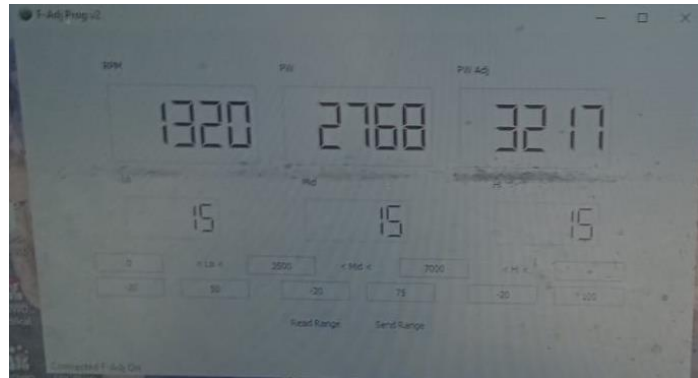 F-Adj Prog v2
RPM PW PW Adj
1320 2768 3217
Lo Mid Hi
15 15 15
0 < Lo < 3500 < Mid < 7000 < Hi <
-20 50 -20 75 -20 100
Read Range Send Range
Connected F-Adj On